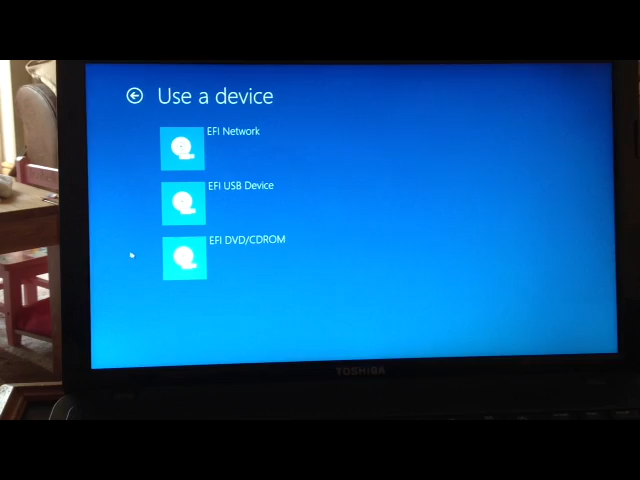 Use a device
EFI Network
EFI USB Device
EFI DVD/CDROM
TOSHIBA